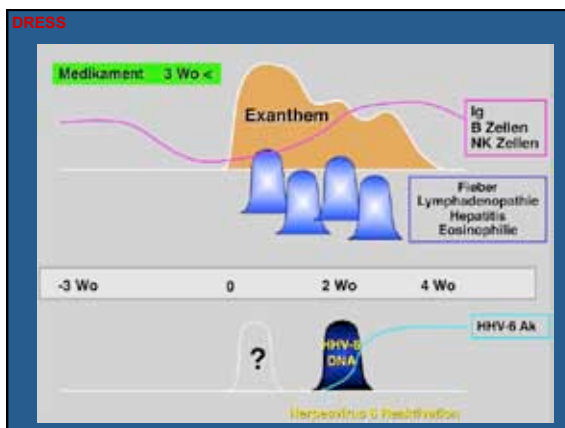 DRESS
Medikament 3 Wo <
Exanthem
Ig
B Zellen
NK Zellen
Fieber
Lymphadenopathie
Hepatitis
Eosinophilie
-3 Wo 0 2 Wo 4 Wo
?
HHV-6
DNA
HHV-6 Ak
Herpesvirus 6 Reaktivation